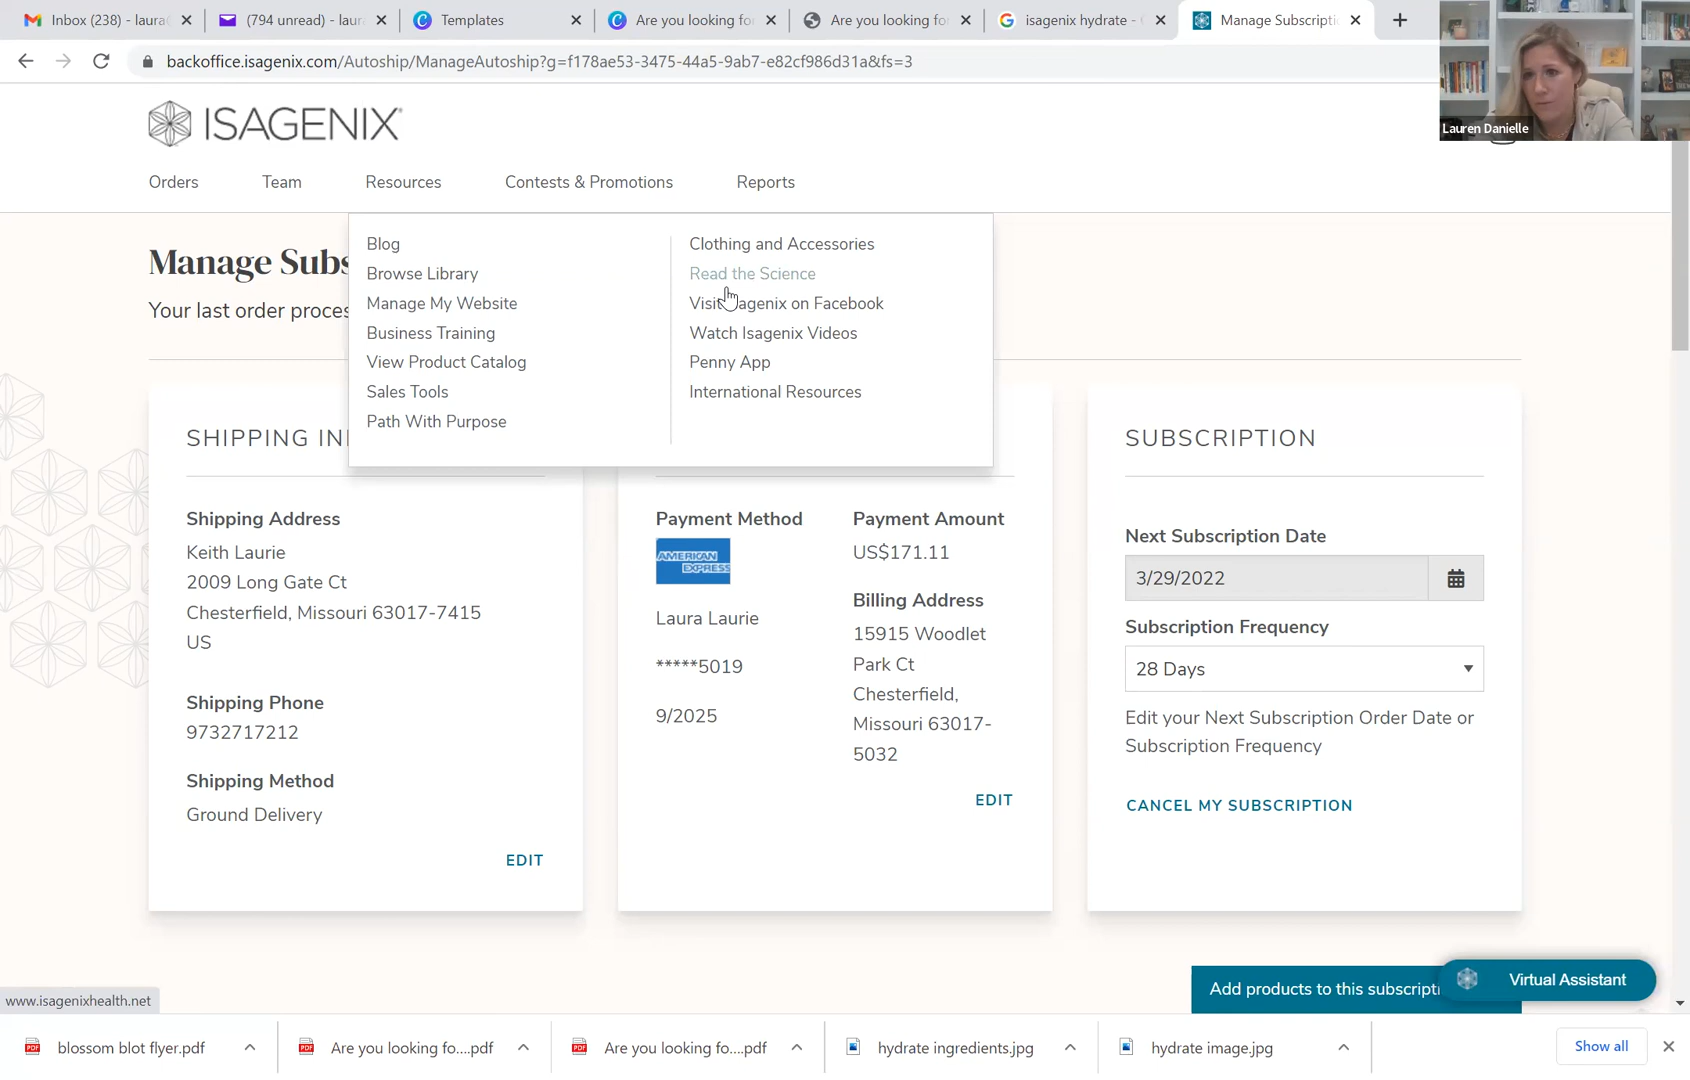 Inbox (238) - laura
(794 unread) - laur
Templates
Are you looking fo
Are you looking fo
isagenix hydrate -
Manage Subscripti
backoffice.isagenix.com/Autoship/ManageAutoship?g=f178ae53-3475-44a5-9ab7-e82cf986d31a&fs=3
Lauren Danielle
ISAGENIX
Orders
Team
Resources
Contests & Promotions
Reports
Manage Subs
Your last order proces
Blog
Browse Library
Manage My Website
Business Training
View Product Catalog
Sales Tools
Path With Purpose
Clothing and Accessories
Read the Science
Visit Isagenix on Facebook
Watch Isagenix Videos
Penny App
International Resources
SHIPPING IN
Shipping Address
Keith Laurie
2009 Long Gate Ct
Chesterfield, Missouri 63017-7415
US
Shipping Phone
9732717212
Shipping Method
Ground Delivery
EDIT
Payment Method
AMERICAN
EXPRESS
Laura Laurie
*****5019
9/2025
Payment Amount
US$171.11
Billing Address
15915 Woodlet
Park Ct
Chesterfield,
Missouri 63017-
5032
EDIT
SUBSCRIPTION
Next Subscription Date
3/29/2022
Subscription Frequency
28 Days
Edit your Next Subscription Order Date or
Subscription Frequency
CANCEL MY SUBSCRIPTION
Add products to this subscripti
Virtual Assistant
www.isagenixhealth.net
blossom blot flyer.pdf
Are you looking fo....pdf
Are you looking fo....pdf
hydrate ingredients.jpg
hydrate image.jpg
Show all